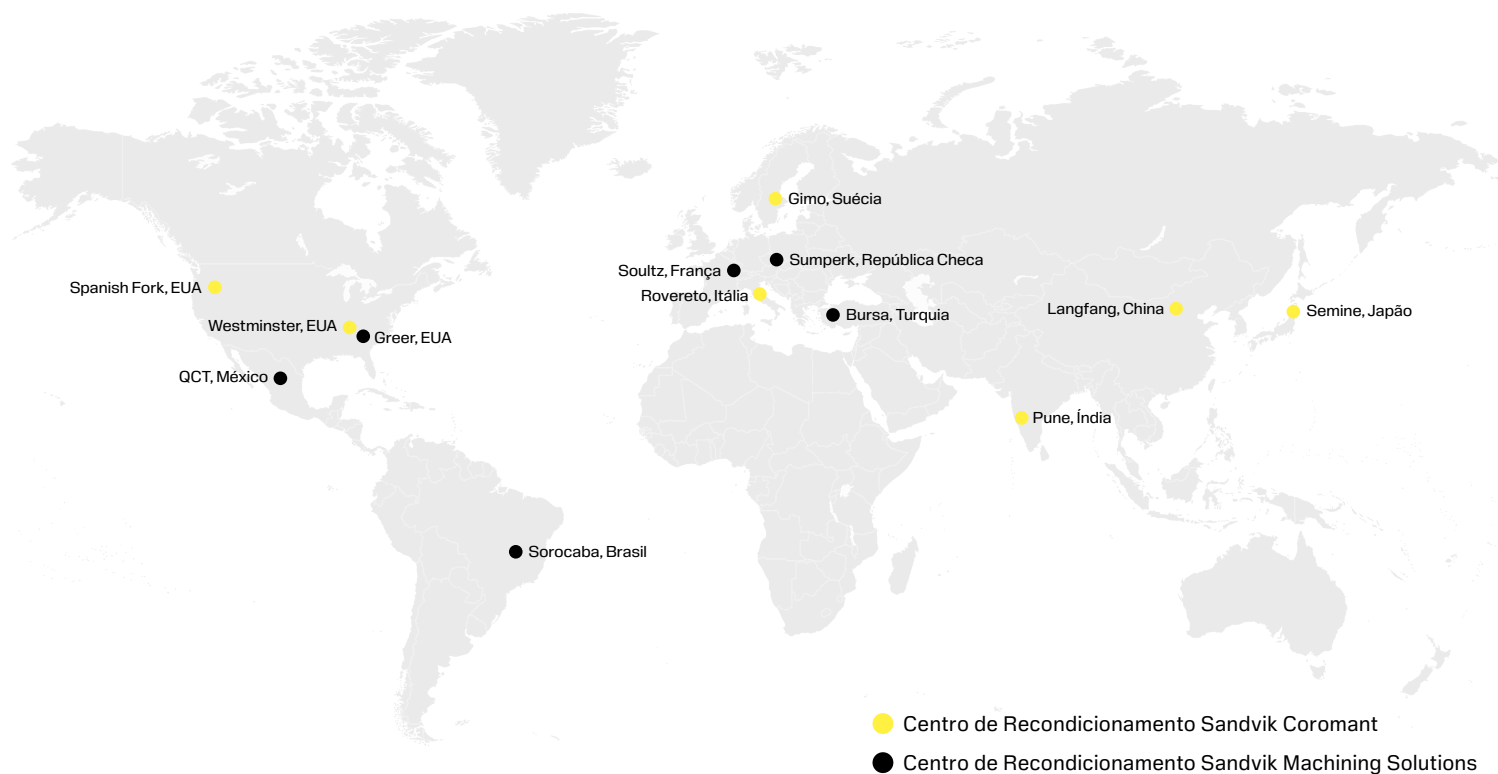 Gimo, Suécia
Sumperk, República Checa
Soultz, França
Spanish Fork, EUA
Rovereto, Itália
Langfang, China
Semine, Japão
Bursa, Turquia
Westminster, EUA
Greer, EUA
QCT, México
Pune, Índia
Sorocaba, Brasil
Centro de Recondicionamento Sandvik Coromant
Centro de Recondicionamento Sandvik Machining Solutions